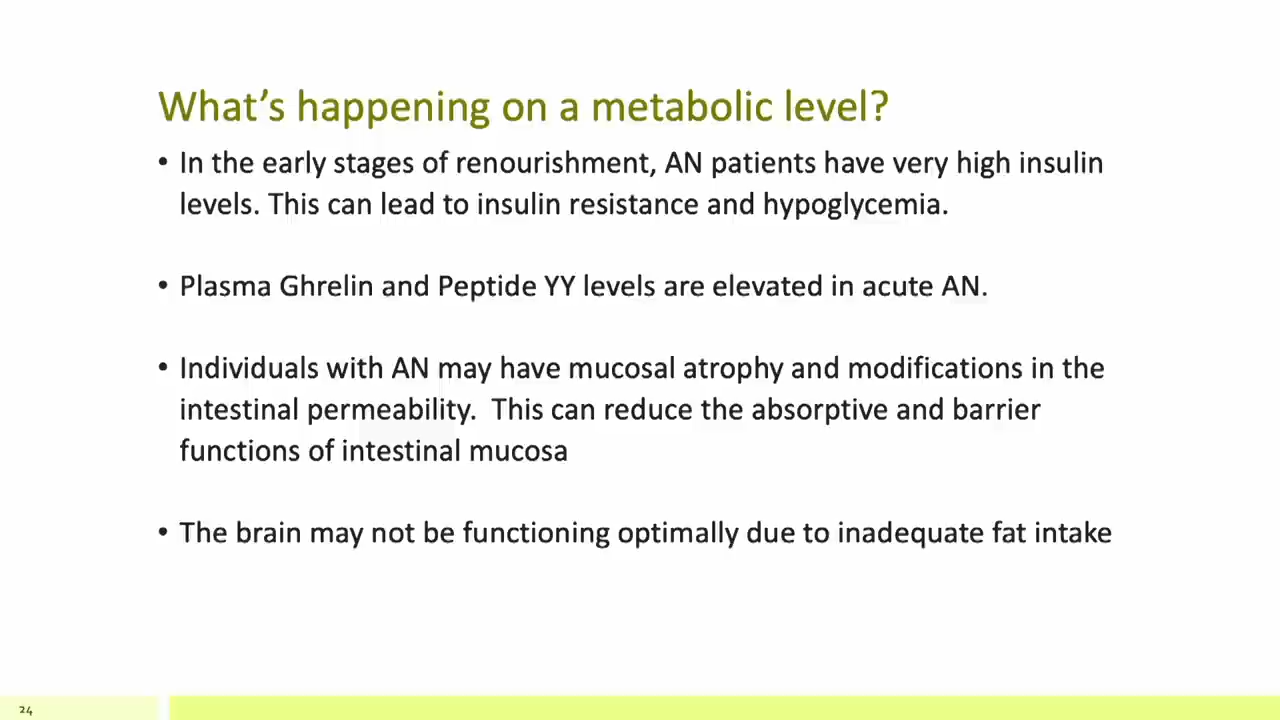 What’s happening on a metabolic level?
• In the early stages of renourishment, AN patients have very high insulin
levels. This can lead to insulin resistance and hypoglycemia.
• Plasma Ghrelin and Peptide YY levels are elevated in acute AN.
• Individuals with AN may have mucosal atrophy and modifications in the
intestinal permeability.  This can reduce the absorptive and barrier
functions of intestinal mucosa
• The brain may not be functioning optimally due to inadequate fat intake
24